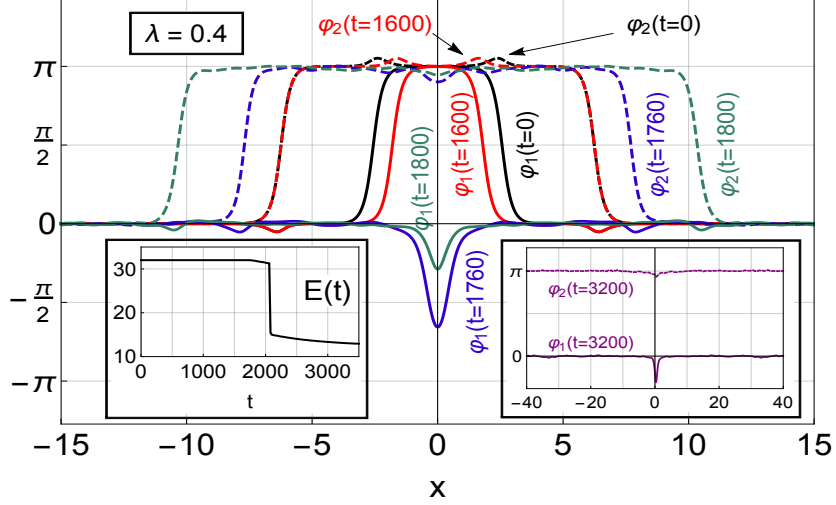 λ = 0.4
φ₂(t=1600)
φ₂(t=0)
π
π
2
0
− π
2
−π
φ₁(t=1800)
φ₁(t=1600)
φ₁(t=0)
φ₂(t=1760)
φ₂(t=1800)
φ₁(t=1760)
E(t)
30
20
10
0
1000
2000
3000
t
π
φ₂(t=3200)
φ₁(t=3200)
0
−40
−20
0
20
40
−15
−10
−5
0
5
10
15
x